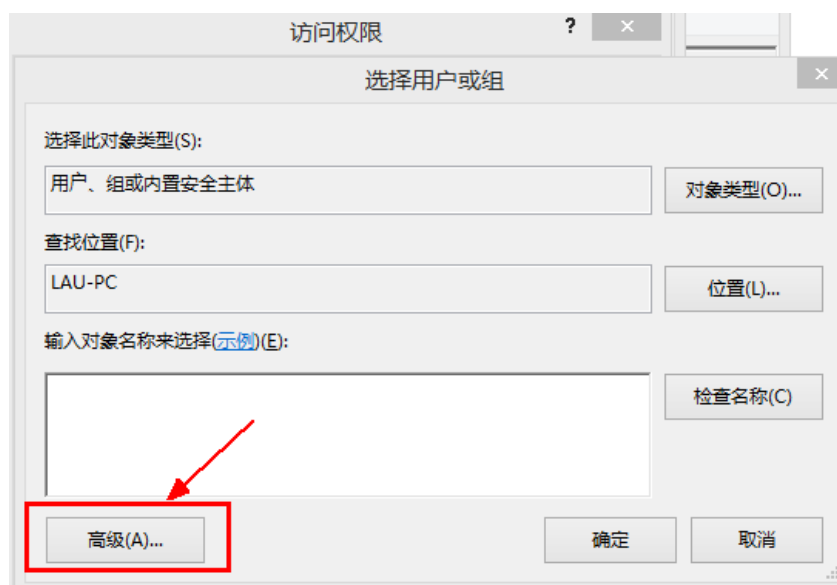 访问权限
?
选择用户或组
选择此对象类型(S):
用户、组或内置安全主体
对象类型(O)...
查找位置(F):
LAU-PC
位置(L)...
输入对象名称来选择(示例)(E):
检查名称(C)
高级(A)...
确定
取消